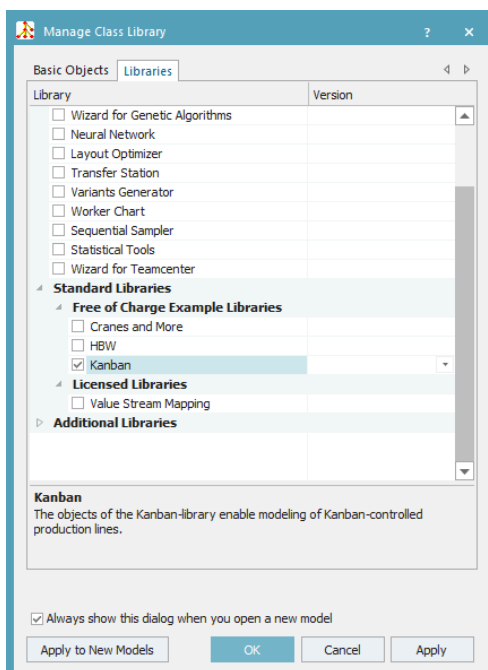 Manage Class Library ? ×
Basic Objects Libraries
Library Version
Wizard for Genetic Algorithms
Neural Network
Layout Optimizer
Transfer Station
Variants Generator
Worker Chart
Sequential Sampler
Statistical Tools
Wizard for Teamcenter
Standard Libraries
Free of Charge Example Libraries
Cranes and More
HBW
Kanban
Licensed Libraries
Value Stream Mapping
Additional Libraries
Kanban
The objects of the Kanban-library enable modeling of Kanban-controlled
production lines.
Always show this dialog when you open a new model
Apply to New Models OK Cancel Apply